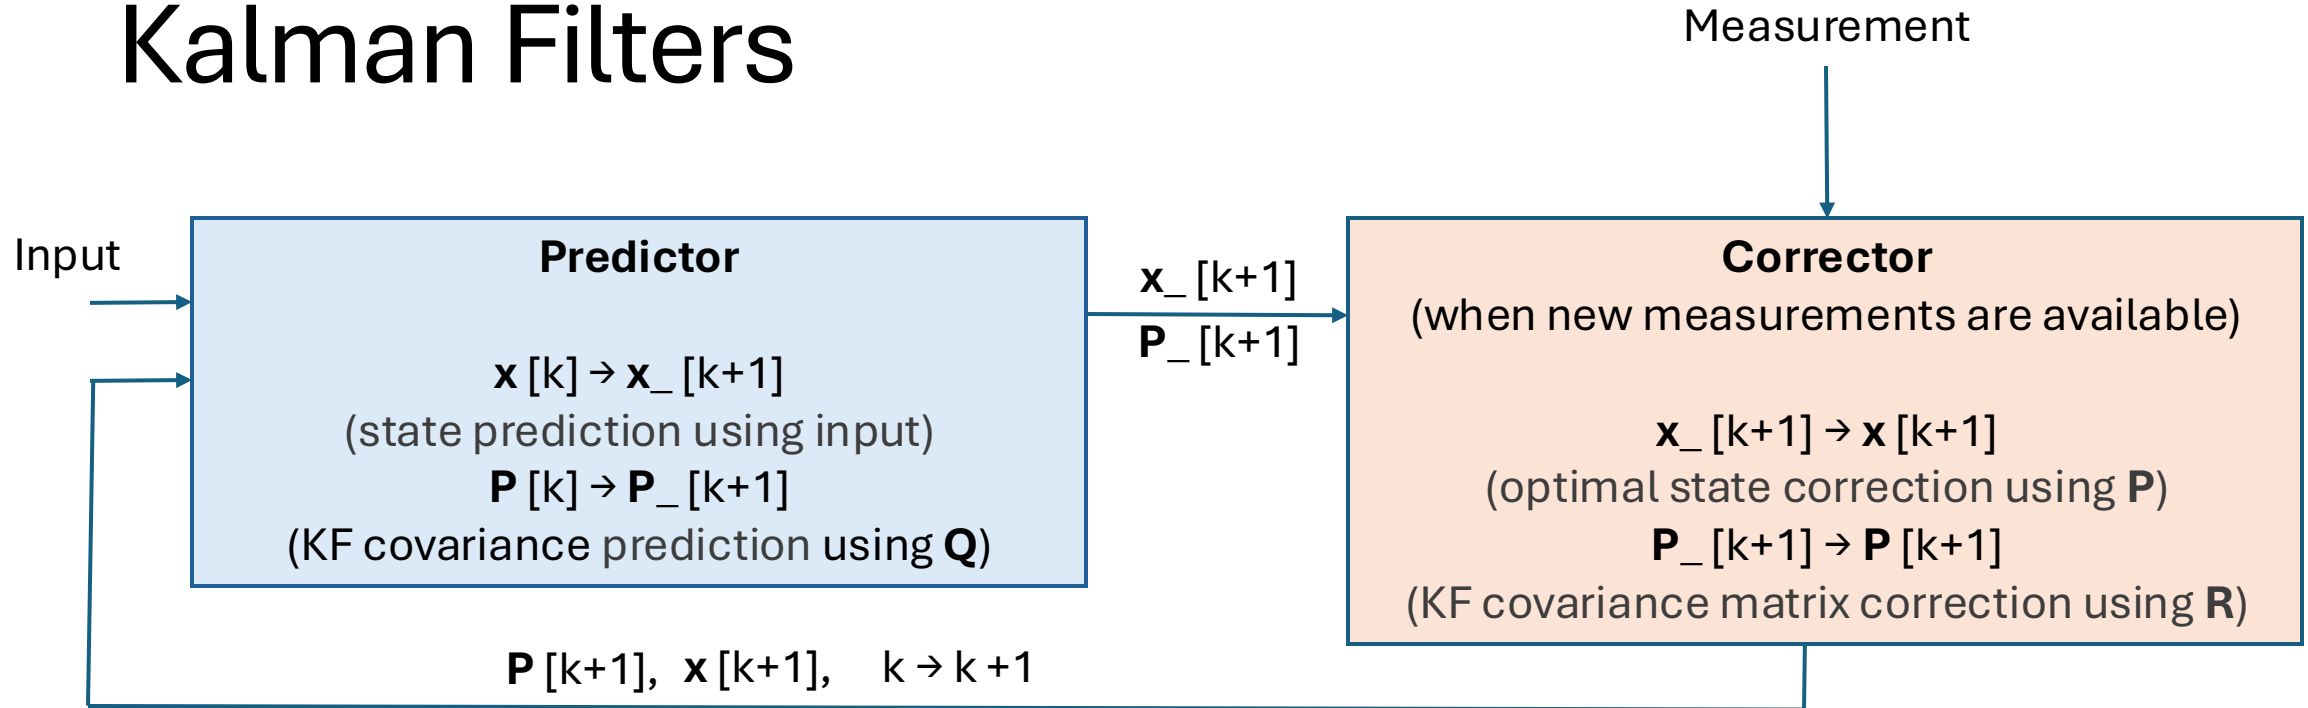 Kalman Filters
Measurement
Input
Predictor
x [k] → x_ [k+1]
(state prediction using input)
P [k] → P_ [k+1]
(KF covariance prediction using Q)
x_ [k+1]
P_ [k+1]
Corrector
(when new measurements are available)
x_ [k+1] → x [k+1]
(optimal state correction using P)
P_ [k+1] → P [k+1]
(KF covariance matrix correction using R)
P [k+1], x [k+1], k → k +1